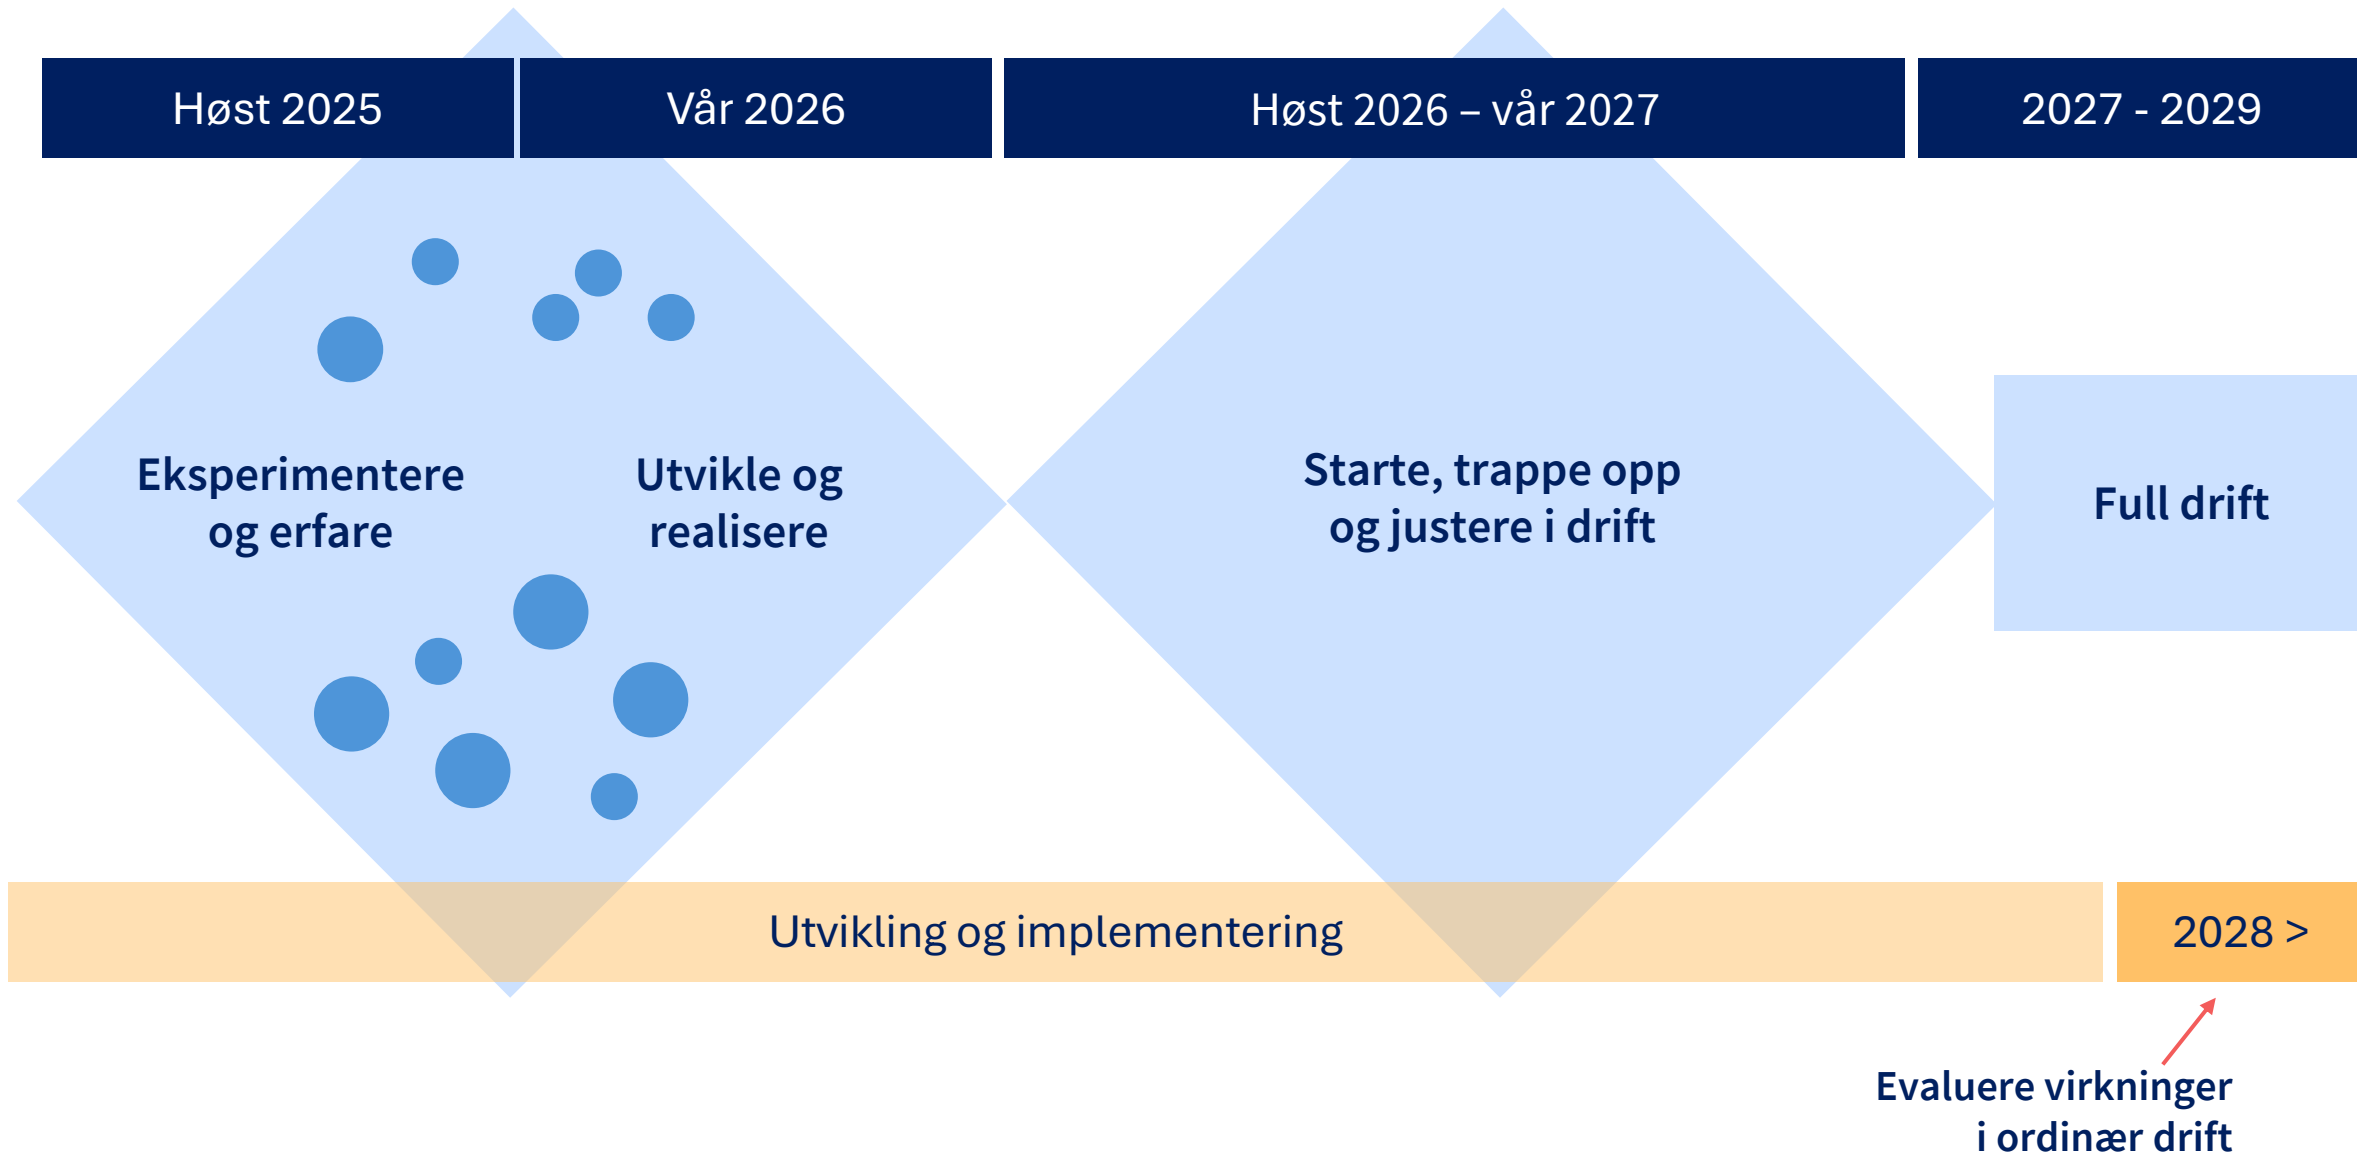 Høst 2025
Vår 2026
Høst 2026 – vår 2027
2027 - 2029
Eksperimentere
og erfare
Utvikle og
realisere
Starte, trappe opp
og justere i drift
Full drift
Utvikling og implementering
2028 >
Evaluere virkninger
i ordinær drift